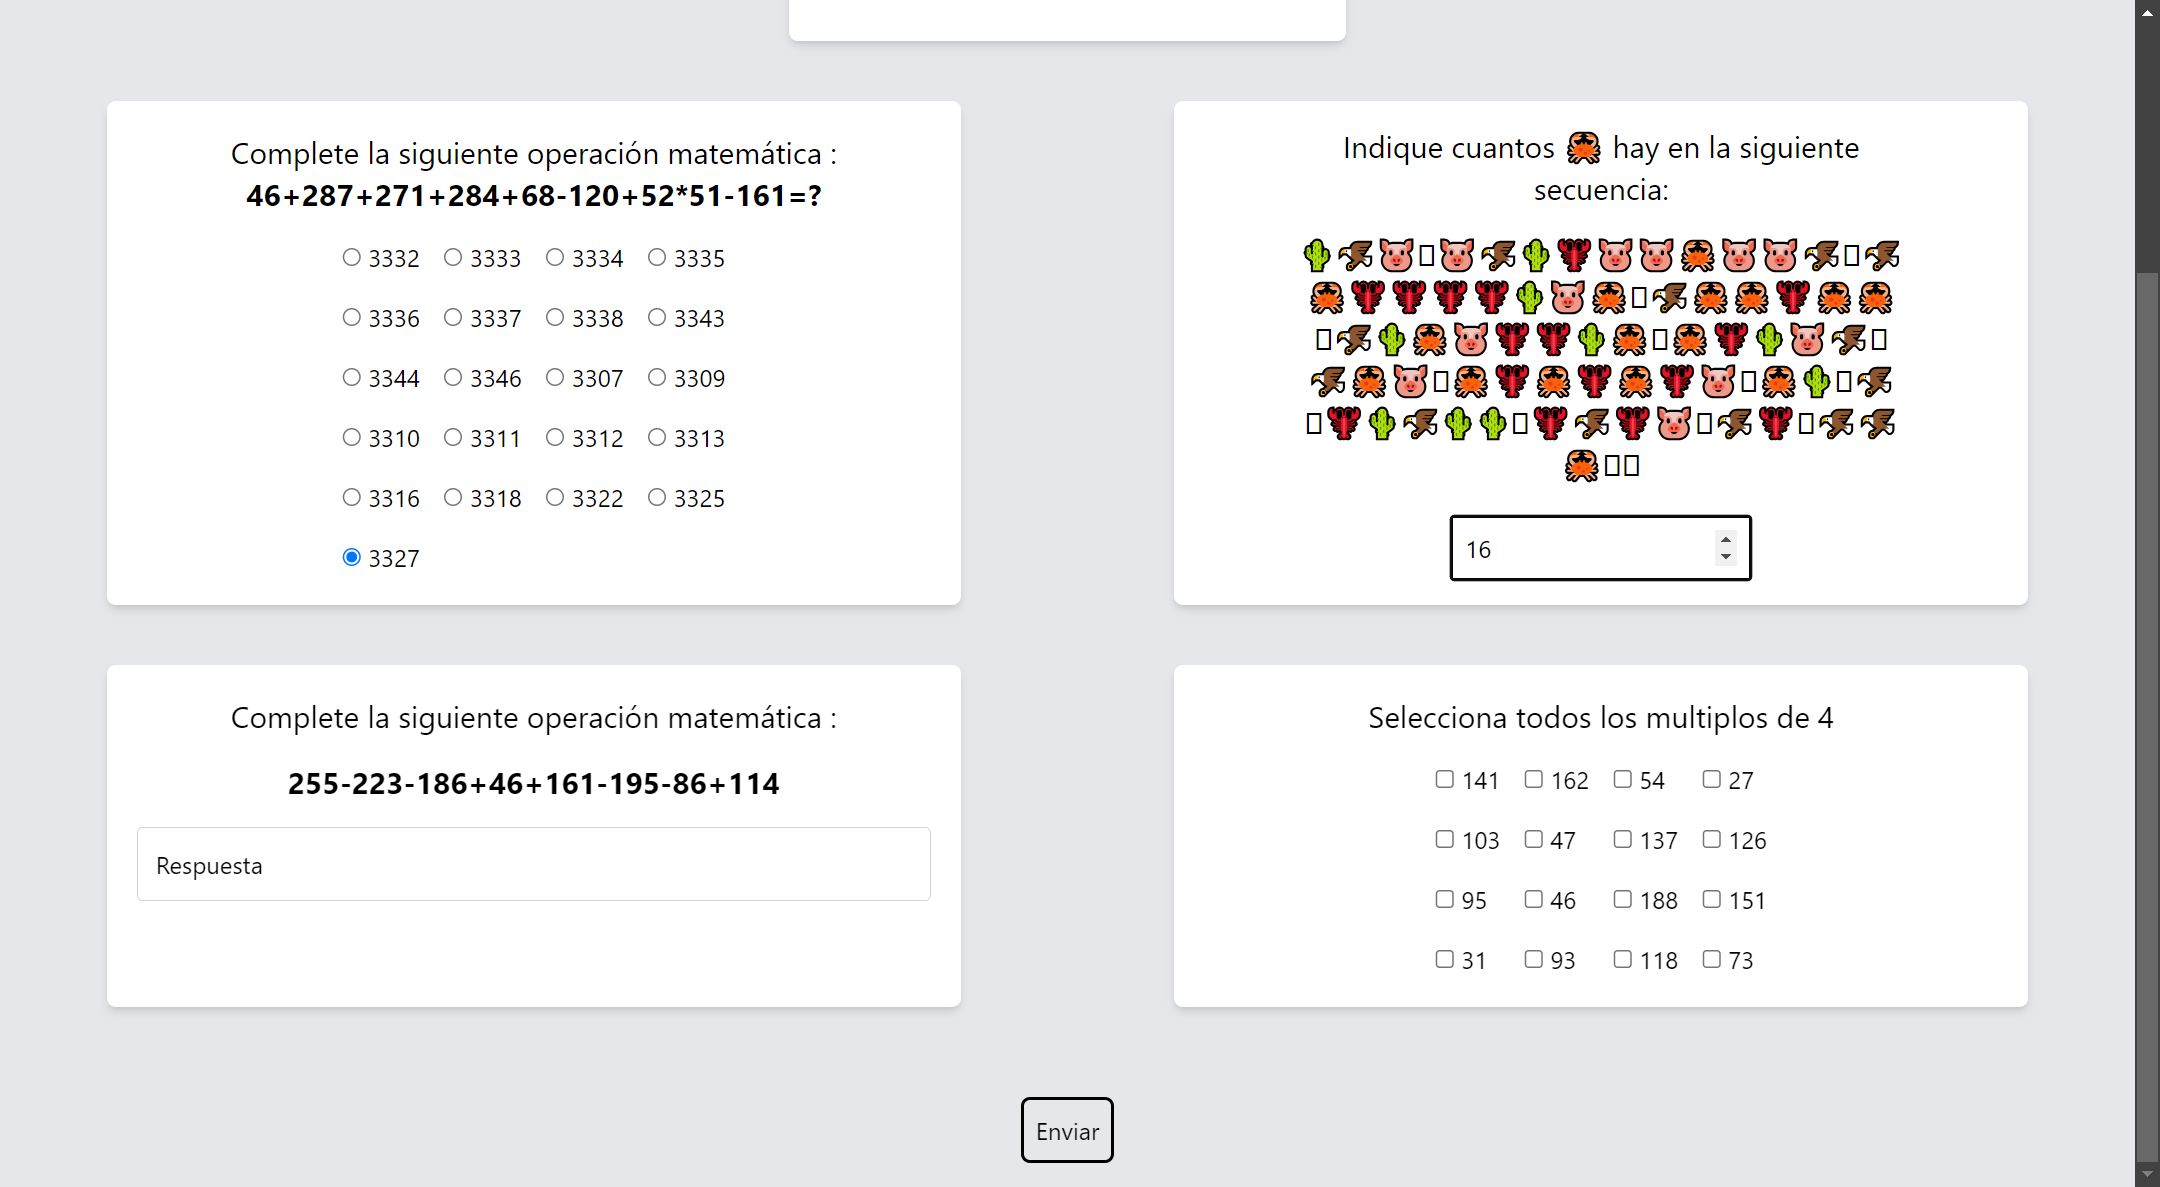 Complete la siguiente operación matemática :
46+287+271+284+68-120+52*51-161=?
3332 3333 3334 3335
3336 3337 3338 3343
3344 3346 3307 3309
3310 3311 3312 3313
3316 3318 3322 3325
3327
Indique cuantos 🦀 hay en la siguiente
secuencia:
16
Complete la siguiente operación matemática :
255-223-186+46+161-195-86+114
Respuesta
Selecciona todos los multiplos de 4
141 162 54 27
103 47 137 126
95 46 188 151
31 93 118 73
Enviar